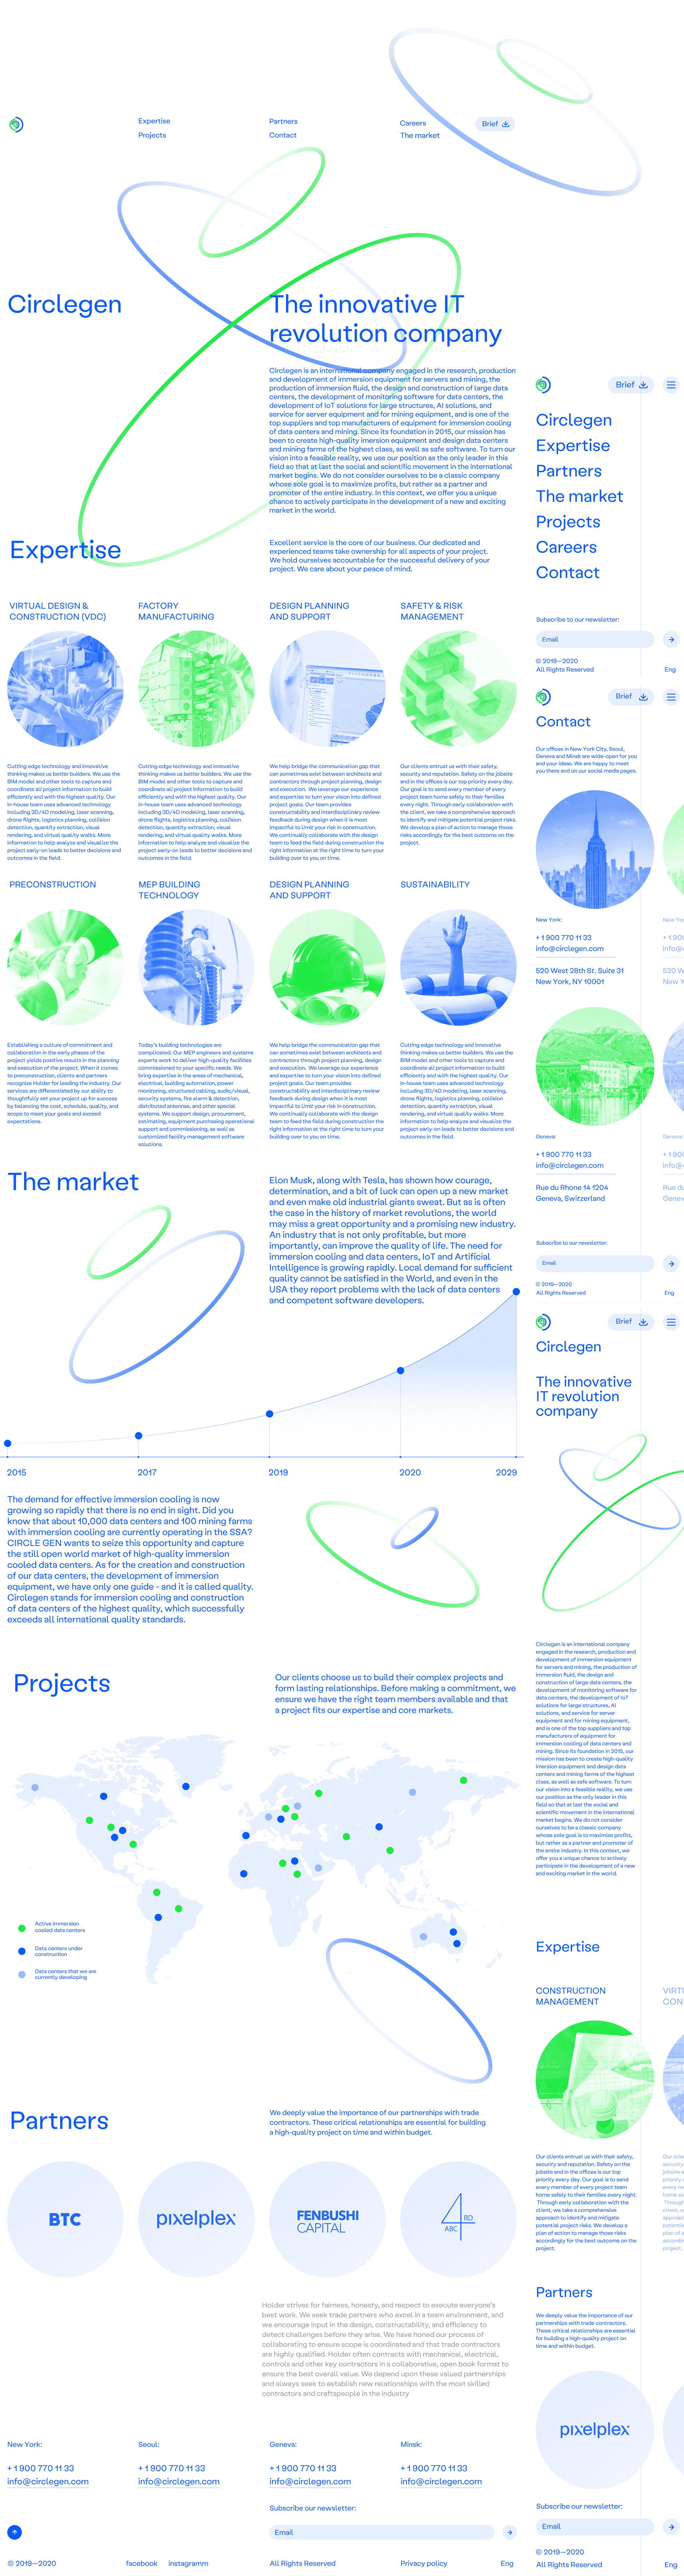 Expertise
Projects
Partners
Contact
Careers
The market
Brief
Circlegen
The innovative IT
revolution company
Circlegen is an international company engaged in the research, production
and development of immersion equipment for servers and mining, the
production of immersion fluid, the design and construction of large data
centers, the development of monitoring software for data centers, the
development of IoT solutions for large structures, AI solutions, and
service for server equipment and for mining equipment, and is one of the
top suppliers and top manufacturers of equipment for immersion cooling
of data centers and mining. Since its foundation in 2015, our mission has
been to create high-quality imersion equipment and design data centers
and mining farms of the highest class, as well as safe software. To turn our
vision into a feasible reality, we use our position as the only leader in this
field so that at last the social and scientific movement in the international
market begins. We do not consider ourselves to be a classic company
whose sole goal is to maximize profits, but rather as a partner and
promoter of the entire industry. In this context, we offer you a unique
chance to actively participate in the development of a new and exciting
market in the world.
Expertise
Excellent service is the core of our business. Our dedicated and
experienced teams take ownership for all aspects of your project.
We hold ourselves accountable for the successful delivery of your
project. We care about your peace of mind.
VIRTUAL DESIGN &
CONSTRUCTION (VDC)
Cutting edge technology and innovative
thinking makes us better builders. We use the
BIM model and other tools to capture and
coordinate all project information to build
efficiently and with the highest quality. Our
in-house team uses advanced technology
including 3D/4D modeling, laser scanning,
drone flights, logistics planning, collision
detection, quantity extraction, visual
rendering, and virtual quality walks. More
information to help analyze and visualize the
project early-on leads to better decisions and
outcomes in the field.
FACTORY
MANUFACTURING
Cutting edge technology and innovative
thinking makes us better builders. We use the
BIM model and other tools to capture and
coordinate all project information to build
efficiently and with the highest quality. Our
in-house team uses advanced technology
including 3D/4D modeling, laser scanning,
drone flights, logistics planning, collision
detection, quantity extraction, visual
rendering, and virtual quality walks. More
information to help analyze and visualize the
project early-on leads to better decisions and
outcomes in the field.
DESIGN PLANNING
AND SUPPORT
We help bridge the communication gap that
can sometimes exist between architects and
contractors through project planning, design
and execution. We leverage our experience
and expertise to turn your vision into defined
project goals. Our team provides
constructability and interdisciplinary review
feedback during design when it is most
impactful to limit your risk in construction.
We continually collaborate with the design
team to feed the field during construction the
right information at the right time to turn your
building over to you on time.
SAFETY & RISK
MANAGEMENT
Our clients entrust us with their safety,
security and reputation. Safety on the jobsite
and in the offices is our top priority every day.
Our goal is to send every member of every
project team home safely to their families
every night. Through early collaboration with
the client, we take a comprehensive approach
to identify and mitigate potential project risks.
We develop a plan of action to manage those
risks accordingly for the best outcome on the
project.
PRECONSTRUCTION
Establishing a culture of commitment and
collaboration in the early phases of the
project yields positive results in the planning
and execution of the project. When it comes
to preconstruction, clients and partners
recognize Holder for leading the industry. Our
services are differentiated by our ability to
thoughtfully set your project up for success
by balancing the cost, schedule, quality, and
scope to meet your goals and exceed
expectations.
MEP BUILDING
TECHNOLOGY
Today's building technologies are
complicated. Our MEP engineers and systems
experts work to deliver high-quality facilities
commissioned to your specific needs. We
bring expertise in the areas of mechanical,
electrical, building automation, power
monitoring, structured cabling, audio/visual,
security systems, fire alarm & detection,
distributed antennas, and other special
systems. We support design, procurement,
estimating, equipment purchasing operational
support and commissioning, as well as
customized facility management software
solutions.
DESIGN PLANNING
AND SUPPORT
We help bridge the communication gap that
can sometimes exist between architects and
contractors through project planning, design
and execution. We leverage our experience
and expertise to turn your vision into defined
project goals. Our team provides
constructability and interdisciplinary review
feedback during design when it is most
impactful to limit your risk in construction.
We continually collaborate with the design
team to feed the field during construction the
right information at the right time to turn your
building over to you on time.
SUSTAINABILITY
Cutting edge technology and innovative
thinking makes us better builders. We use the
BIM model and other tools to capture and
coordinate all project information to build
efficiently and with the highest quality. Our
in-house team uses advanced technology
including 3D/4D modeling, laser scanning,
drone flights, logistics planning, collision
detection, quantity extraction, visual
rendering, and virtual quality walks. More
information to help analyze and visualize the
project early-on leads to better decisions and
outcomes in the field.
The market
Elon Musk, along with Tesla, has shown how courage,
determination, and a bit of luck can open up a new market
and even make old industrial giants sweat. But as is often
the case in the history of market revolutions, the world
may miss a great opportunity and a promising new industry.
An industry that is not only profitable, but more
importantly, can improve the quality of life. The need for
immersion cooling and data centers, IoT and Artificial
Intelligence is growing rapidly. Local demand for sufficient
quality cannot be satisfied in the World, and even in the
USA they report problems with the lack of data centers
and competent software developers.
2015
2017
2019
2020
2029
The demand for effective immersion cooling is now
growing so rapidly that there is no end in sight. Did you
know that about 10,000 data centers and 100 mining farms
with immersion cooling are currently operating in the SSA?
CIRCLE GEN wants to seize this opportunity and capture
the still open world market of high-quality immersion
cooled data centers. As for the creation and construction
of our data centers, the development of immersion
equipment, we have only one guide - and it is called quality.
Circlegen stands for immersion cooling and construction
of data centers of the highest quality, which successfully
exceeds all international quality standards.
Projects
Our clients choose us to build their complex projects and
form lasting relationships. Before making a commitment, we
ensure we have the right team members available and that
a project fits our expertise and core markets.
Active immersion
cooled data centers
Data centers under
construction
Data centers that we are
currently developing
Partners
We deeply value the importance of our partnerships with trade
contractors. These critical relationships are essential for building
a high-quality project on time and within budget.
BTC
pixelplex
FENBUSHI
CAPITAL
4
RD
ABC
Holder strives for fairness, honesty, and respect to execute everyone's
best work. We seek trade partners who excel in a team environment, and
we encourage input in the design, constructability, and efficiency to
detect challenges before they arise. We have honed our process of
collaborating to ensure scope is coordinated and that trade contractors
are highly qualified. Holder often contracts with mechanical, electrical,
controls and other key contractors in a collaborative, open book format to
ensure the best overall value. We depend upon these valued partnerships
and always seek to establish new relationships with the most skilled
contractors and craftspeople in the industry
New York:
+ 1 900 770 11 33
info@circlegen.com
Seoul:
+ 1 900 770 11 33
info@circlegen.com
Geneva:
+ 1 900 770 11 33
info@circlegen.com
Minsk:
+ 1 900 770 11 33
info@circlegen.com
Subscribe our newsletter:
Email
© 2019—2020
facebook
instagramm
All Rights Reserved
Privacy policy
Eng
Brief
Circlegen
Expertise
Partners
The market
Projects
Careers
Contact
Subscribe to our newsletter:
Email
© 2019—2020
All Rights Reserved
Eng
Brief
Contact
Our offices in New York City, Seoul,
Geneva and Minsk are wide-open for you
and your ideas. We are happy to meet
you there and on our social media pages.
New York:
+ 1 900 770 11 33
info@circlegen.com
520 West 28th St. Suite 31
New York, NY 10001
Geneva:
+ 1 900 770 11 33
info@circlegen.com
Rue du Rhone 14 1204
Geneva, Switzerland
Subscribe to our newsletter:
Email
© 2019—2020
All Rights Reserved
Eng
Brief
Circlegen
The innovative
IT revolution
company
Circlegen is an international company
engaged in the research, production and
development of immersion equipment
for servers and mining, the production of
immersion fluid, the design and
construction of large data centers, the
development of monitoring software for
data centers, the development of IoT
solutions for large structures, AI
solutions, and service for server
equipment and for mining equipment,
and is one of the top suppliers and top
manufacturers of equipment for
immersion cooling of data centers and
mining. Since its foundation in 2015, our
mission has been to create high-quality
imersion equipment and design data
centers and mining farms of the highest
class, as well as safe software. To turn
our vision into a feasible reality, we use
our position as the only leader in this
field so that at last the social and
scientific movement in the international
market begins. We do not consider
ourselves to be a classic company
whose sole goal is to maximize profits,
but rather as a partner and promoter of
the entire industry. In this context, we
offer you a unique chance to actively
participate in the development of a new
and exciting market in the world.
Expertise
CONSTRUCTION
MANAGEMENT
Our clients entrust us with their safety,
security and reputation. Safety on the
jobsite and in the offices is our top
priority every day. Our goal is to send
every member of every project team
home safely to their families every night.
Through early collaboration with the
client, we take a comprehensive
approach to identify and mitigate
potential project risks. We develop a
plan of action to manage those risks
accordingly for the best outcome on the
project.
Partners
We deeply value the importance of our
partnerships with trade contractors.
These critical relationships are essential
for building a high-quality project on
time and within budget.
pixelplex
Subscribe our newsletter:
Email
© 2019—2020
All Rights Reserved
Eng